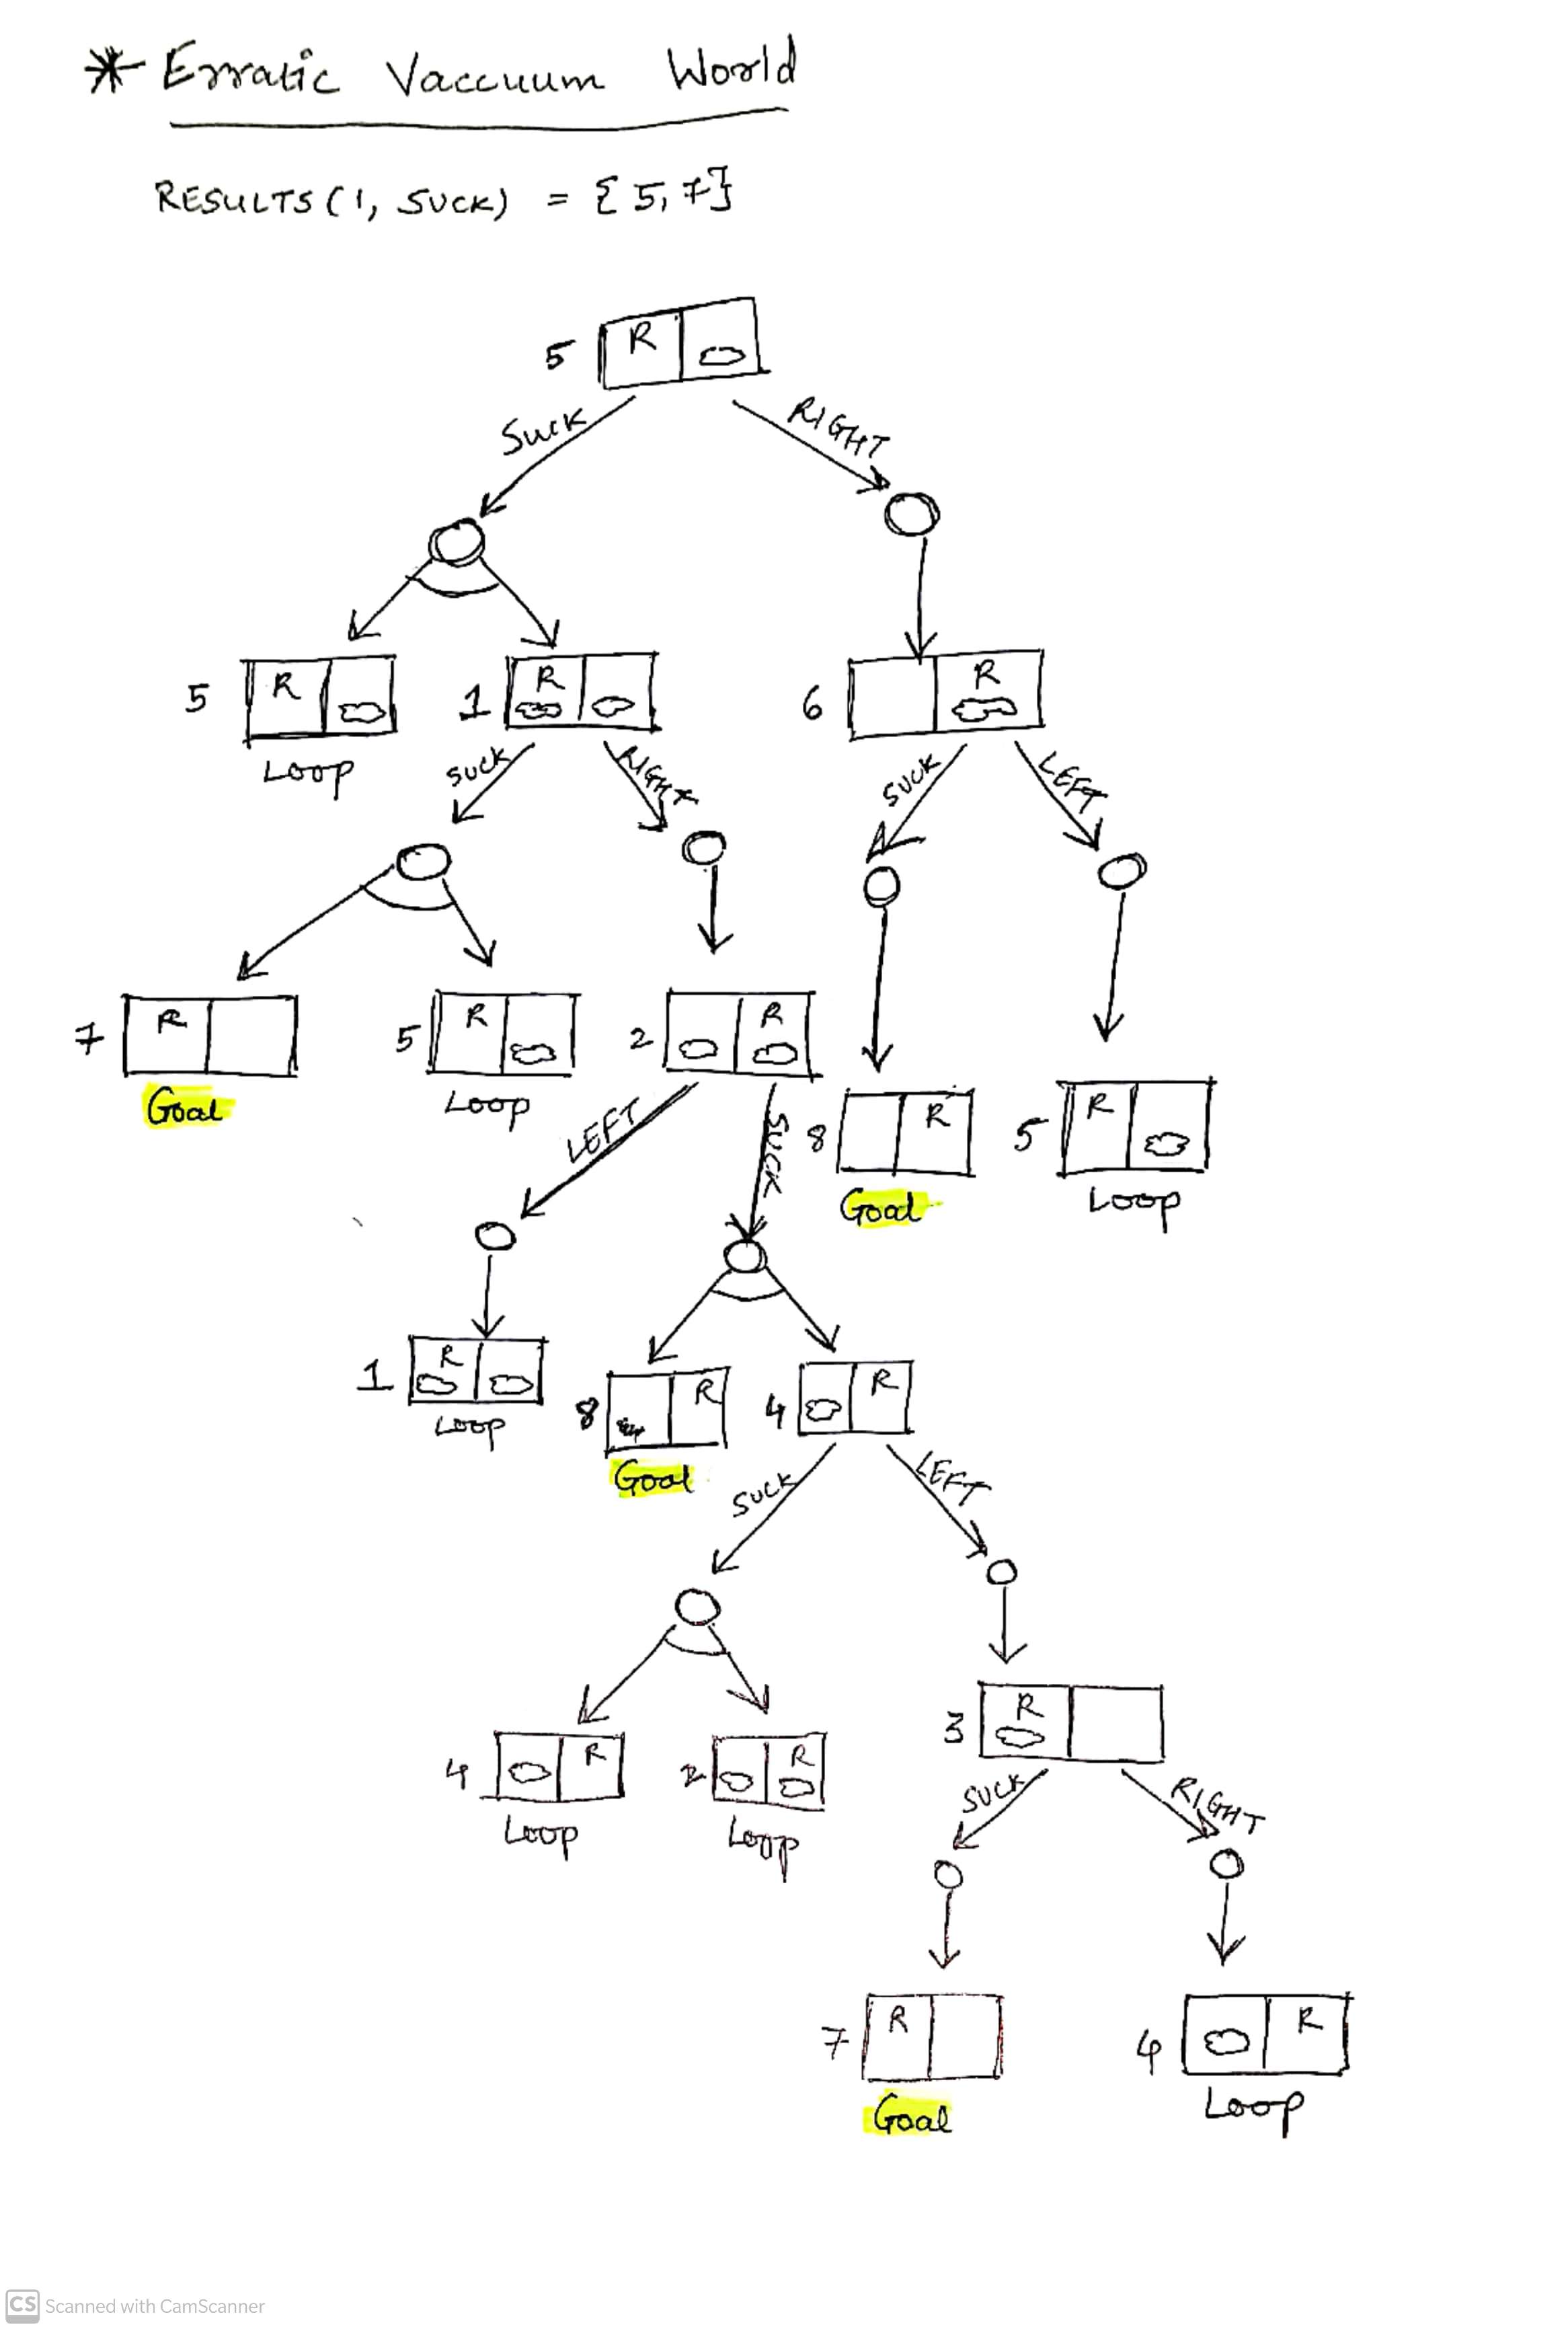 * Erratic Vaccuum World
RESULTS (1, SUCK) = {5, 7}
5 R
SUCK RIGHT
5 R 1 R 6 R
Loop
SUCK RIGHT SUCK LEFT
7 R 5 R 2 R
Goal Loop
LEFT SUCK 8 R 5 R
Goal Loop
1 R 8 R 4 R
Loop Goal
SUCK LEFT
3 R
4 R 2 R
Loop Loop
SUCK RIGHT
7 R 4 R
Goal Loop
CS Scanned with CamScanner